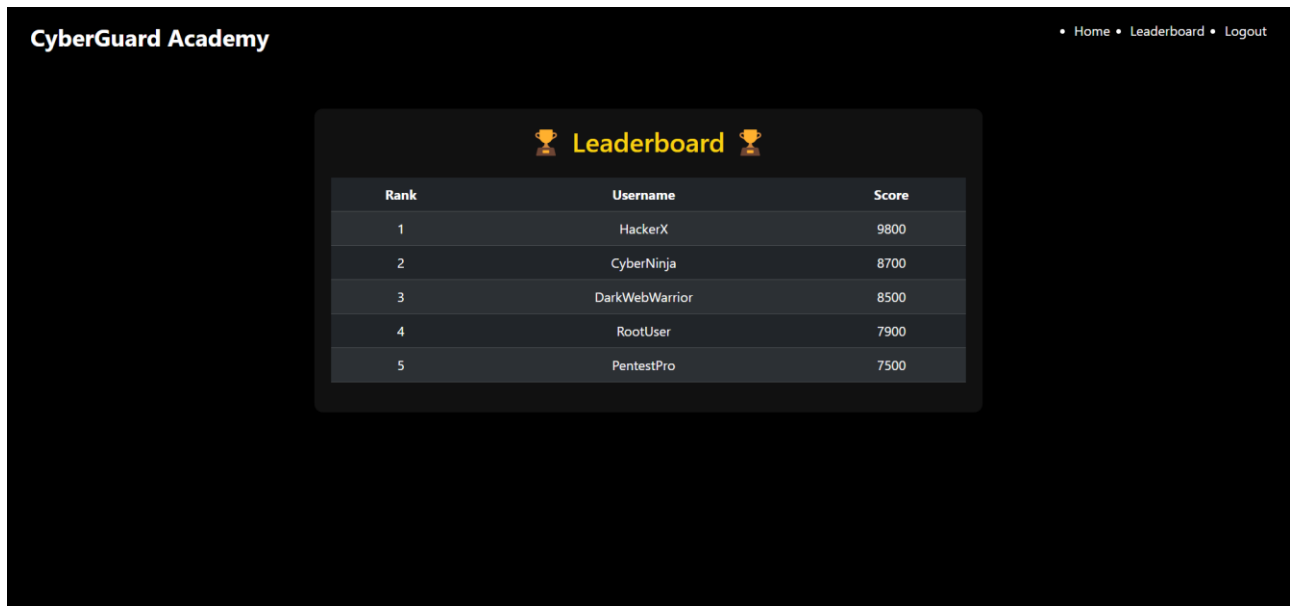 CyberGuard Academy
• Home • Leaderboard • Logout
🏆 Leaderboard 🏆
Rank Username Score
1 HackerX 9800
2 CyberNinja 8700
3 DarkWebWarrior 8500
4 RootUser 7900
5 PentestPro 7500